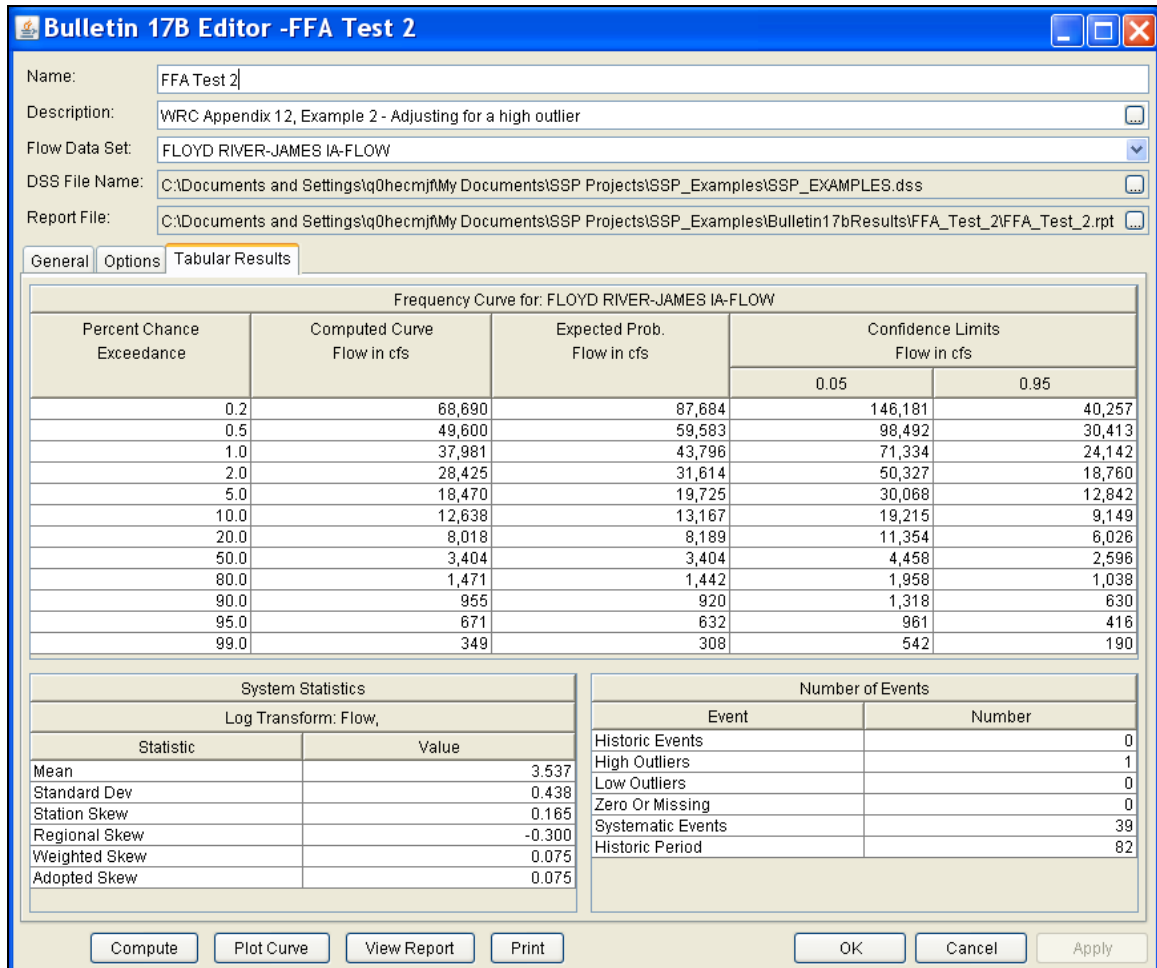 Bulletin 17B Editor -FFA Test 2
Name: FFA Test 2
Description: WRC Appendix 12, Example 2 - Adjusting for a high outlier ...
Flow Data Set: FLOYD RIVER-JAMES IA-FLOW
DSS File Name: C:\Documents and Settings\q0hecmjf\My Documents\SSP Projects\SSP_Examples\SSP_EXAMPLES.dss ...
Report File: C:\Documents and Settings\q0hecmjf\My Documents\SSP Projects\SSP_Examples\Bulletin17bResults\FFA_Test_2\FFA_Test_2.rpt ...
General Options Tabular Results
Frequency Curve for: FLOYD RIVER-JAMES IA-FLOW
Percent Chance Computed Curve Expected Prob. Confidence Limits
Exceedance Flow in cfs Flow in cfs Flow in cfs
0.05 0.95
0.2 68,690 87,684 146,181 40,257
0.5 49,600 59,583 98,492 30,413
1.0 37,981 43,796 71,334 24,142
2.0 28,425 31,614 50,327 18,760
5.0 18,470 19,725 30,068 12,842
10.0 12,638 13,167 19,215 9,149
20.0 8,018 8,189 11,354 6,026
50.0 3,404 3,404 4,458 2,596
80.0 1,471 1,442 1,958 1,038
90.0 955 920 1,318 630
95.0 671 632 961 416
99.0 349 308 542 190
System Statistics
Log Transform: Flow,
Statistic Value
Mean 3.537
Standard Dev 0.438
Station Skew 0.165
Regional Skew -0.300
Weighted Skew 0.075
Adopted Skew 0.075
Number of Events
Event Number
Historic Events 0
High Outliers 1
Low Outliers 0
Zero Or Missing 0
Systematic Events 39
Historic Period 82
Compute Plot Curve View Report Print OK Cancel Apply